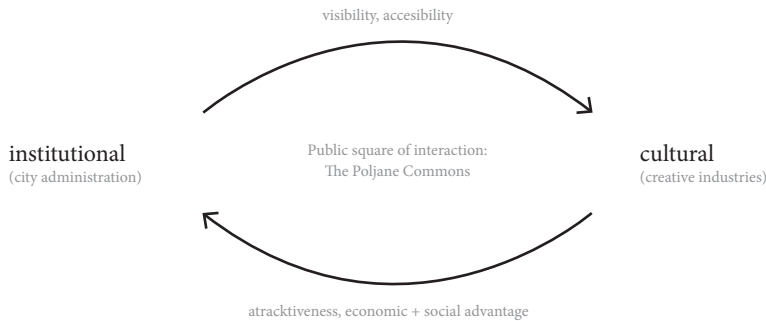 visibility, accesibility
institutional
(city administration)
Public square of interaction:
The Poljane Commons
cultural
(creative industries)
atracktiveness, economic + social advantage